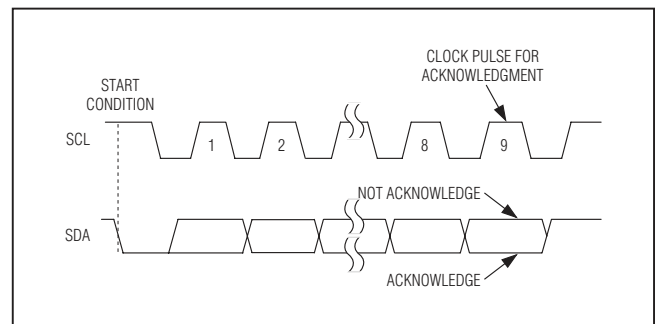 CLOCK PULSE FOR
ACKNOWLEDGMENT
START
CONDITION
SCL
1
2
8
9
NOT ACKNOWLEDGE
SDA
ACKNOWLEDGE